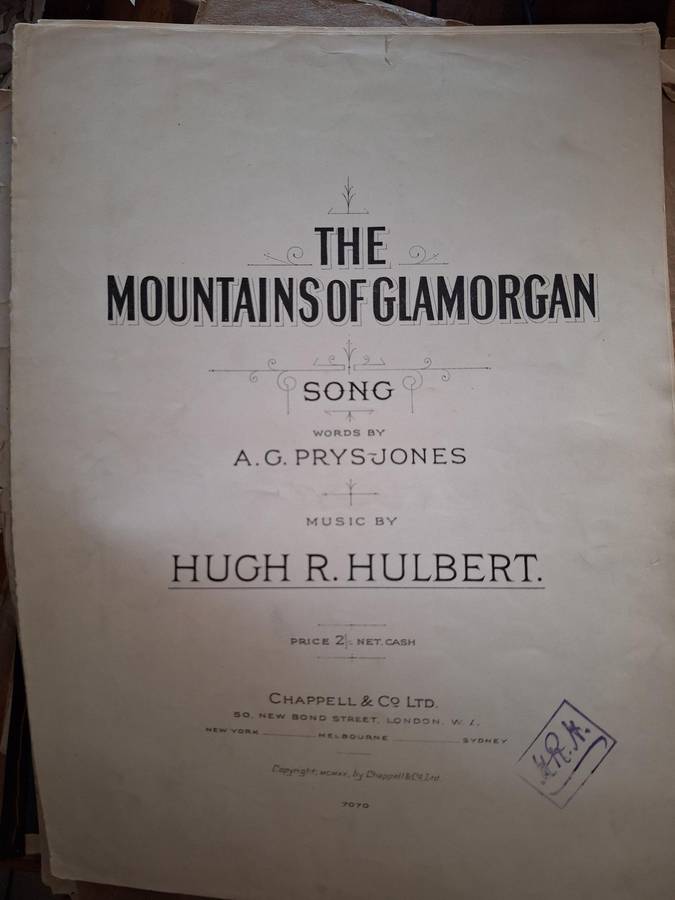 THE
MOUNTAINS OF GLAMORGAN
SONG
WORDS BY
A. G. PRYS-JONES
MUSIC BY
HUGH R. HULBERT.
PRICE 2/- NET. CASH
CHAPPELL & CO LTD.
50, NEW BOND STREET, LONDON, W. 1.
NEW YORK MELBOURNE SYDNEY
Copyright, MCMXX, by Chappell & Co, Ltd.
7070
H.R.H.